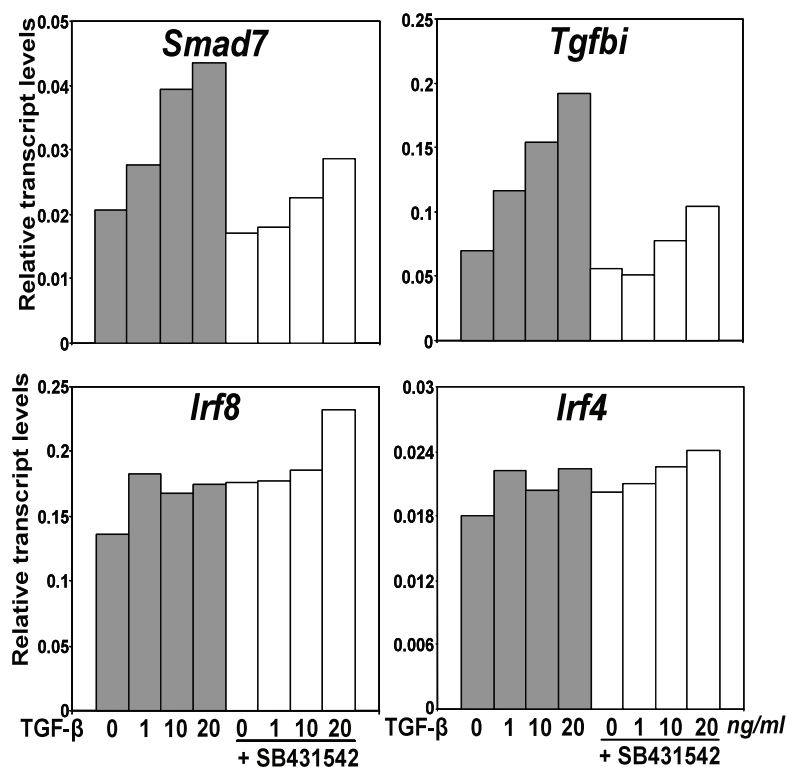 Smad7
Relative transcript levels
0.05
0.04
0.03
0.02
0.01
0
Tgfbi
0.25
0.2
0.15
0.1
0.05
0
Irf8
Relative transcript levels
0.25
0.2
0.15
0.1
0.05
0
Irf4
0.03
0.024
0.018
0.012
0.006
0
TGF-β 0 1 10 20 0 1 10 20
+ SB431542
TGF-β 0 1 10 20 0 1 10 20 ng/ml
+ SB431542